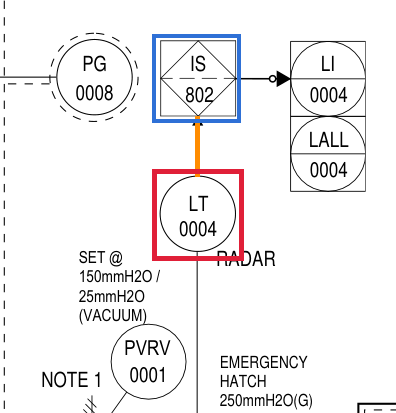 PG
0008
IS
802
LI
0004
LALL
0004
LT
0004
RADAR
SET @
150mmH2O /
25mmH2O
(VACUUM)
PVRV
0001
NOTE 1
EMERGENCY
HATCH
250mmH2O(G)